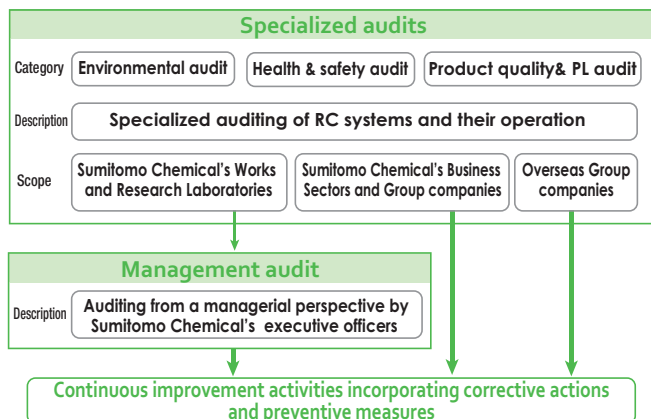 Specialized audits
Category Environmental audit Health & safety audit Product quality& PL audit
Description Specialized auditing of RC systems and their operation
Scope
Sumitomo Chemical's Works
and Research Laboratories
Sumitomo Chemical's Business
Sectors and Group companies
Overseas Group
companies
Management audit
Description
Auditing from a managerial perspective by
Sumitomo Chemical's executive officers
Continuous improvement activities incorporating corrective actions
and preventive measures